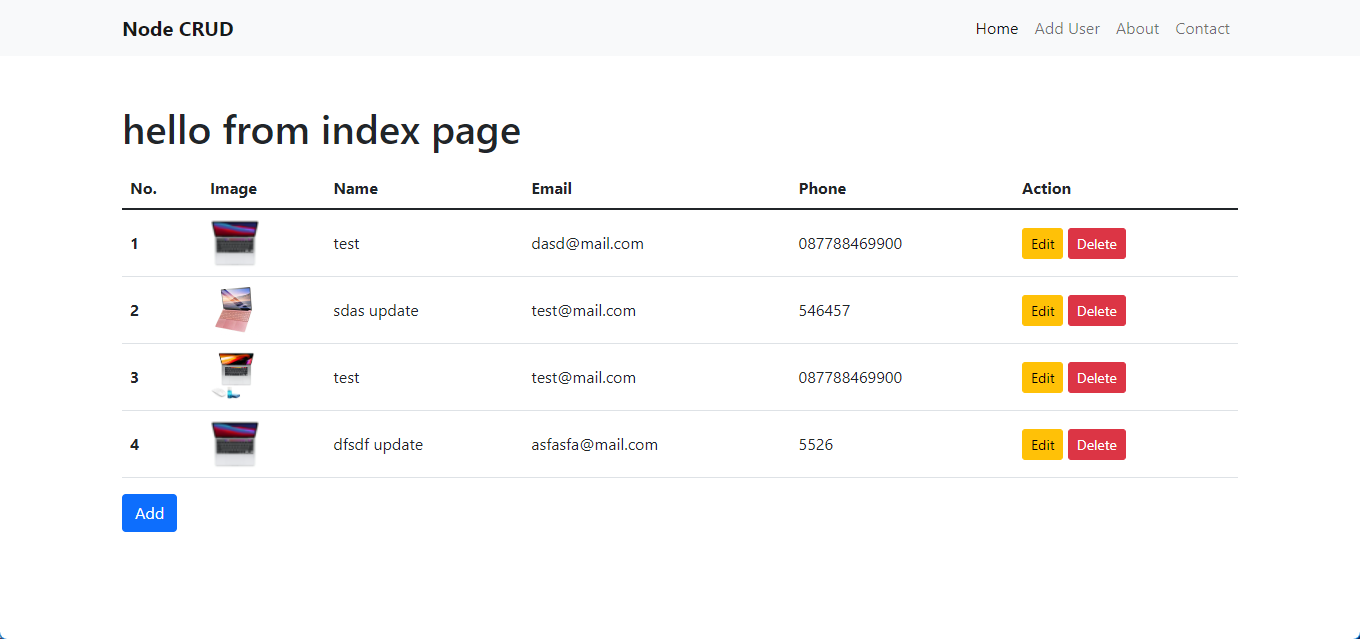 Node CRUD Home Add User About Contact
hello from index page
No. Image Name Email Phone Action
1 test dasd@mail.com 087788469900 Edit Delete
2 sdas update test@mail.com 546457 Edit Delete
3 test test@mail.com 087788469900 Edit Delete
4 dfsdf update asfasfa@mail.com 5526 Edit Delete
Add